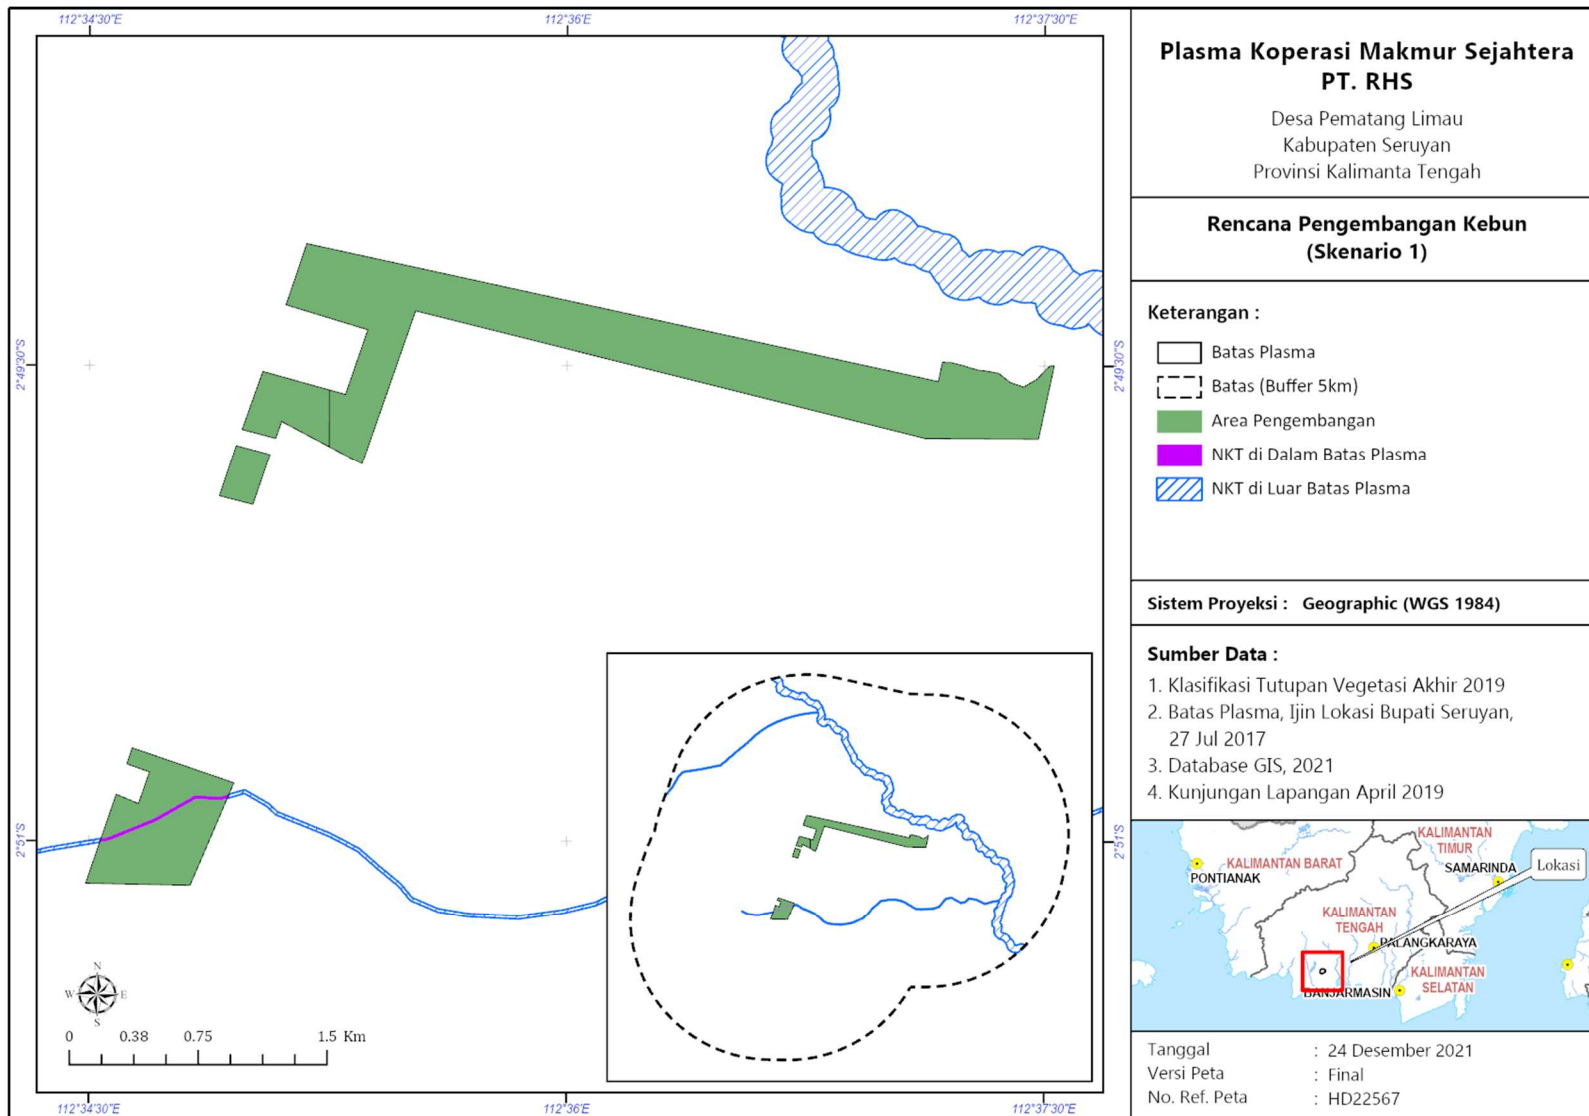 112°34'30"E
112°36'E
112°37'30"E
2°49'30"S
2°49'30"S
2°51'S
2°51'S
N
W
E
S
0
0.38
0.75
1.5 Km
112°34'30"E
112°36'E
112°37'30"E
Plasma Koperasi Makmur Sejahtera
PT. RHS
Desa Pematang Limau
Kabupaten Seruyan
Provinsi Kalimanta Tengah
Rencana Pengembangan Kebun
(Skenario 1)
Keterangan :
Batas Plasma
Batas (Buffer 5km)
Area Pengembangan
NKT di Dalam Batas Plasma
NKT di Luar Batas Plasma
Sistem Proyeksi : Geographic (WGS 1984)
Sumber Data :
1. Klasifikasi Tutupan Vegetasi Akhir 2019
2. Batas Plasma, Ijin Lokasi Bupati Seruyan,
27 Jul 2017
3. Database GIS, 2021
4. Kunjungan Lapangan April 2019
KALIMANTAN
TIMUR
KALIMANTAN BARAT
SAMARINDA
Lokasi
PONTIANAK
KALIMANTAN
TENGAH
PALANGKARAYA
KALIMANTAN
SELATAN
BANJARMASIN
Tanggal : 24 Desember 2021
Versi Peta : Final
No. Ref. Peta : HD22567